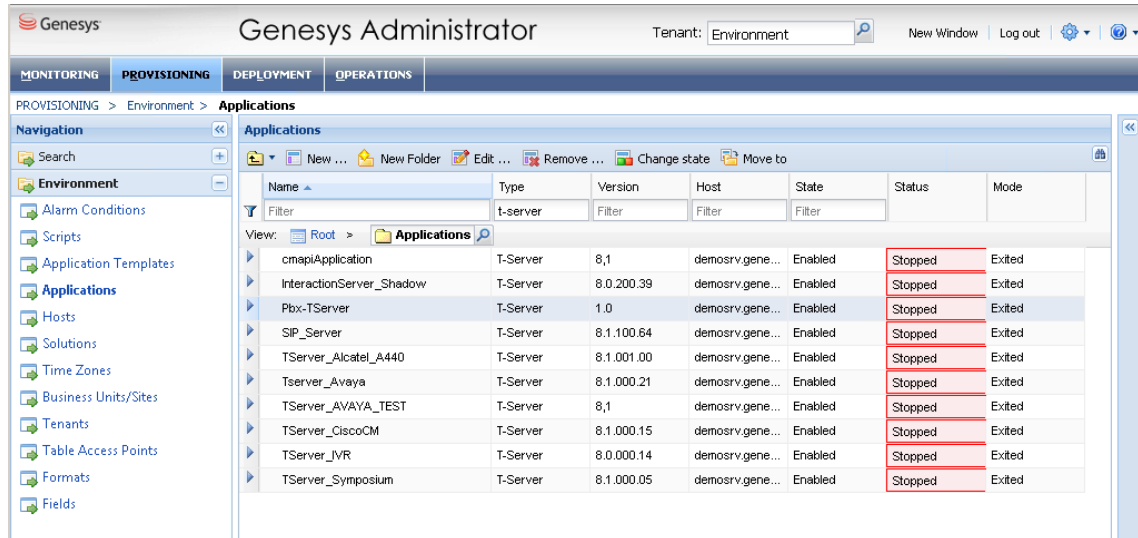 Genesys Genesys Administrator Tenant: Environment New Window Log out
MONITORING PROVISIONING DEPLOYMENT OPERATIONS
PROVISIONING > Environment > Applications
Navigation
Search
Environment
Alarm Conditions
Scripts
Application Templates
Applications
Hosts
Solutions
Time Zones
Business Units/Sites
Tenants
Table Access Points
Formats
Fields
Applications
New ... New Folder Edit ... Remove ... Change state Move to
Name Type Version Host State Status Mode
Filter t-server Filter Filter Filter
View: Root > Applications
cmapiApplication T-Server 8,1 demosrv.gene... Enabled Stopped Exited
InteractionServer_Shadow T-Server 8.0.200.39 demosrv.gene... Enabled Stopped Exited
Pbx-TServer T-Server 1.0 demosrv.gene... Enabled Stopped Exited
SIP_Server T-Server 8.1.100.64 demosrv.gene... Enabled Stopped Exited
TServer_Alcatel_A440 T-Server 8.1.001.00 demosrv.gene... Enabled Stopped Exited
Tserver_Avaya T-Server 8.1.000.21 demosrv.gene... Enabled Stopped Exited
TServer_AVAYA_TEST T-Server 8,1 demosrv.gene... Enabled Stopped Exited
TServer_CiscoCM T-Server 8.1.000.15 demosrv.gene... Enabled Stopped Exited
TServer_IVR T-Server 8.0.000.14 demosrv.gene... Enabled Stopped Exited
TServer_Symposium T-Server 8.1.000.05 demosrv.gene... Enabled Stopped Exited